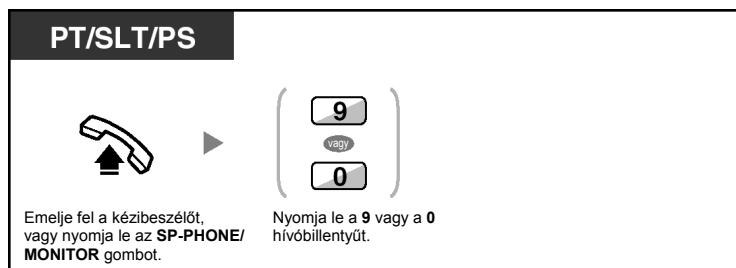 PT/SLT/PS
9
vagy
0
Emelje fel a kézibeszélőt,
vagy nyomja le az SP-PHONE/
MONITOR gombot.
Nyomja le a 9 vagy a 0
hívóbillentyűt.